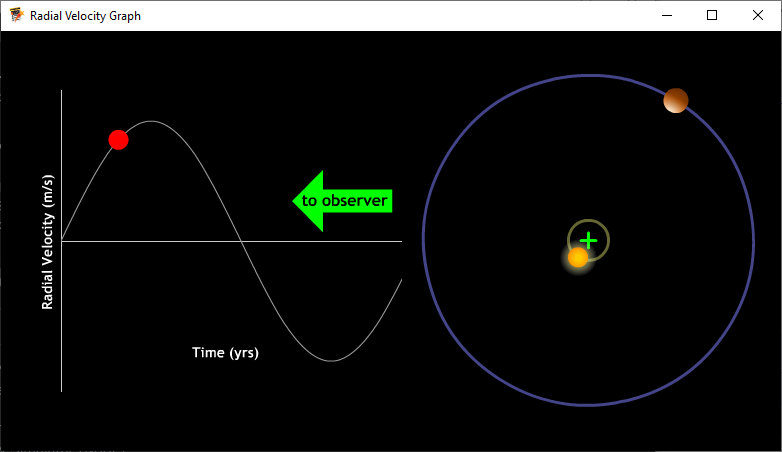 Radial Velocity Graph
Radial Velocity (m/s)
to observer
Time (yrs)